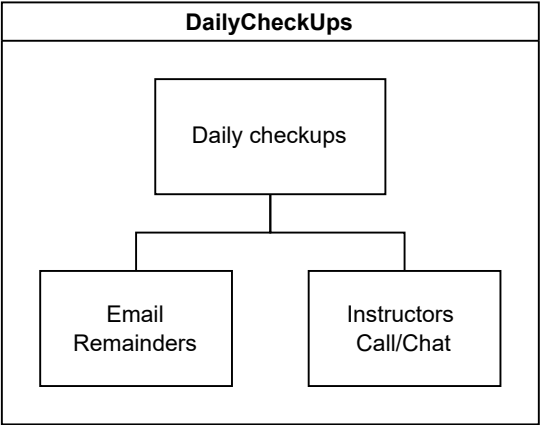 DailyCheckUps
Daily checkups
Email
Remainders
Instructors
Call/Chat